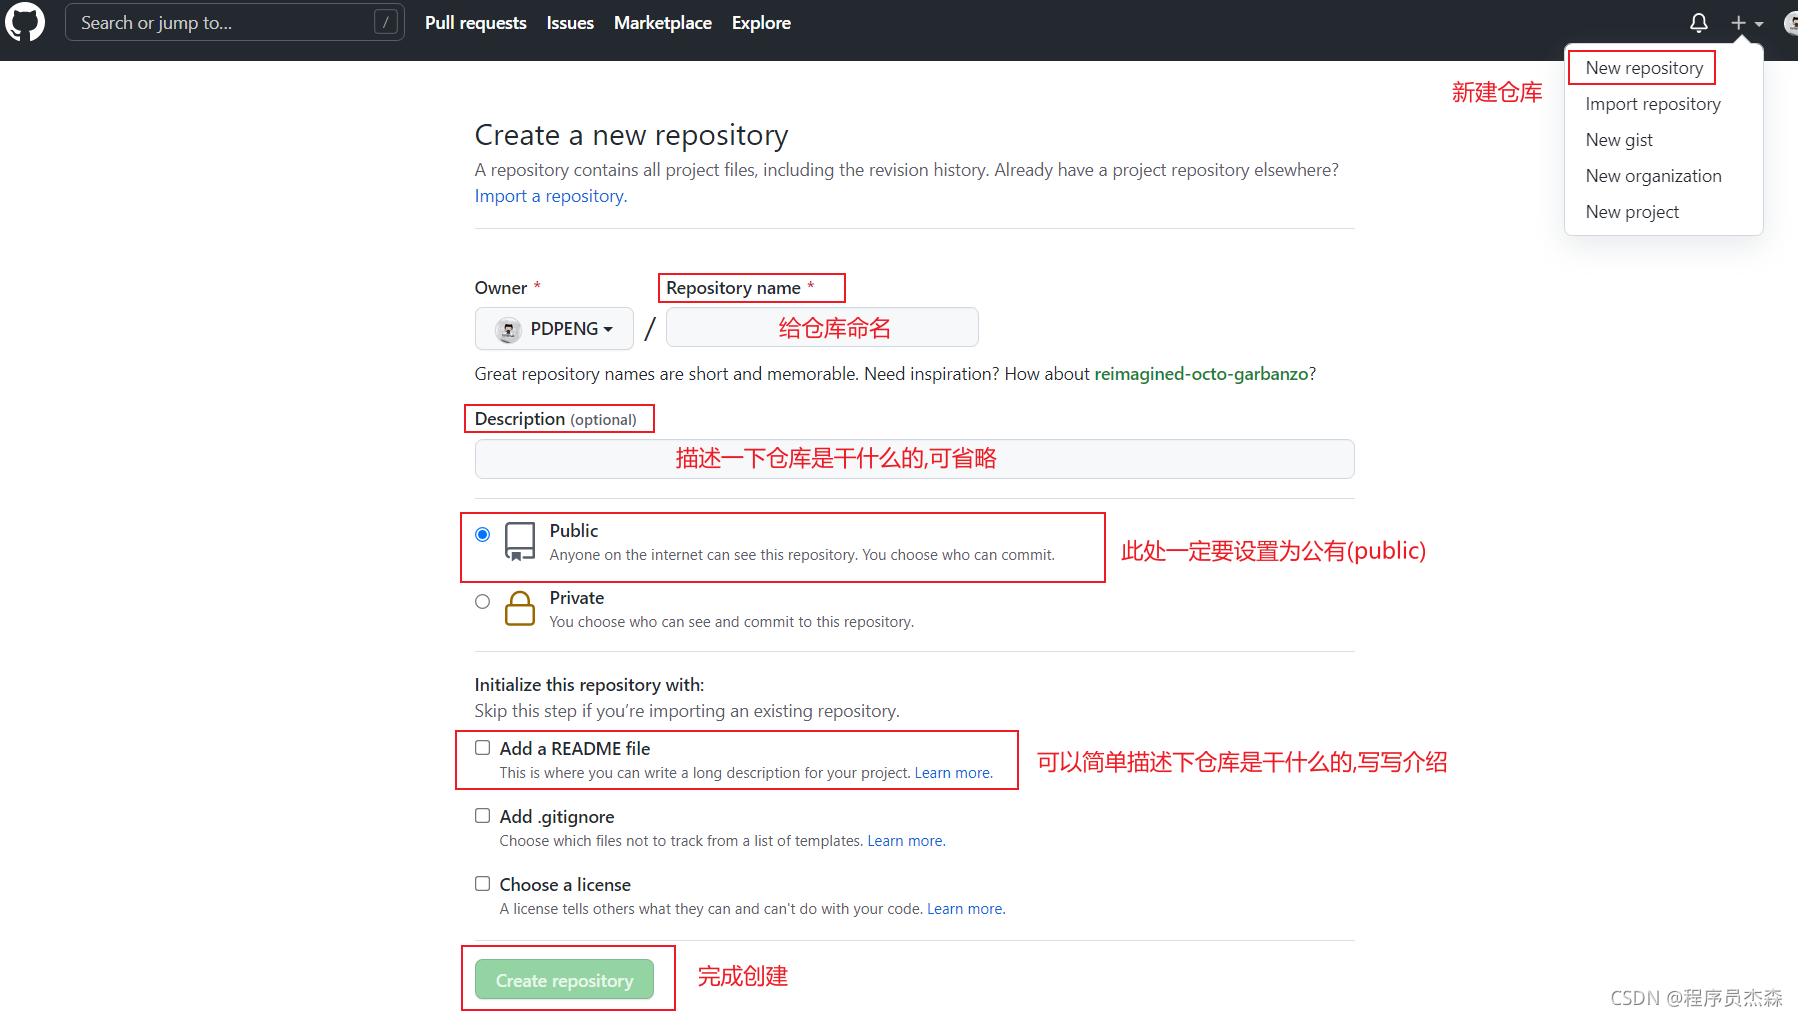 Search or jump to...
/
Pull requests Issues Marketplace Explore
New repository
新建仓库
Import repository
New gist
New organization
New project
Create a new repository
A repository contains all project files, including the revision history. Already have a project repository elsewhere?
Import a repository.
Owner * Repository name *
PDPENG / 给仓库命名
Great repository names are short and memorable. Need inspiration? How about reimagined-octo-garbanzo?
Description (optional)
描述一下仓库是干什么的,可省略
Public
Anyone on the internet can see this repository. You choose who can commit.
此处一定要设置为公有(public)
Private
You choose who can see and commit to this repository.
Initialize this repository with:
Skip this step if you’re importing an existing repository.
Add a README file
This is where you can write a long description for your project. Learn more.
可以简单描述下仓库是干什么的,写写介绍
Add .gitignore
Choose which files not to track from a list of templates. Learn more.
Choose a license
A license tells others what they can and can't do with your code. Learn more.
Create repository 完成创建
CSDN @程序员杰森